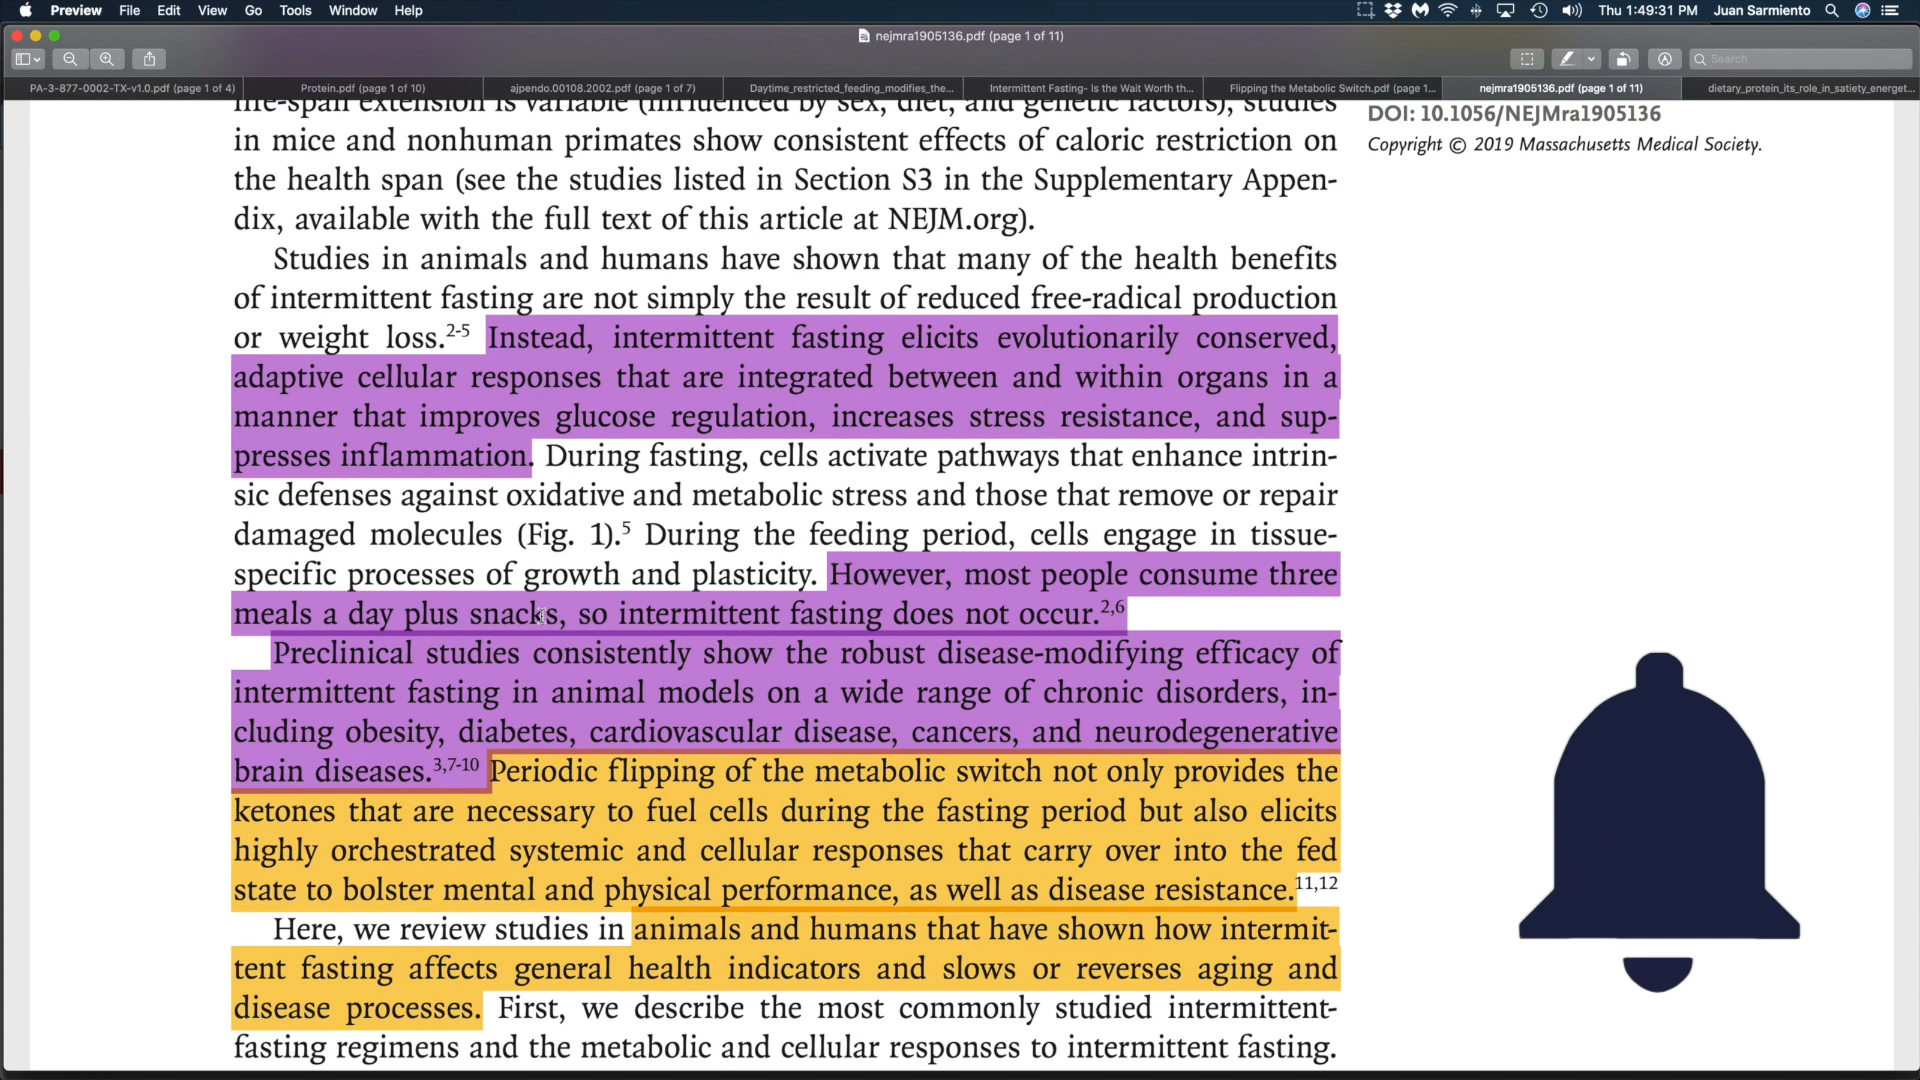 Preview File Edit View Go Tools Window Help Thu 1:49:31 PM Juan Sarmiento
nejmra1905136.pdf (page 1 of 11)
Search
PA-3-877-0002-TX-v1.0.pdf (page 1 of 4) Protein.pdf (page 1 of 10) ajpendo.00108.2002.pdf (page 1 of 7) Daytime_restricted_feeding_modifies_the... Intermittent Fasting- Is the Wait Worth th... Flipping the Metabolic Switch.pdf (page 1... nejmra1905136.pdf (page 1 of 11) dietary_protein_its_role_in_satiety_energet...
life-span extension is variable (influenced by sex, diet, and genetic factors), studies
in mice and nonhuman primates show consistent effects of caloric restriction on
the health span (see the studies listed in Section S3 in the Supplementary Appen-
dix, available with the full text of this article at NEJM.org).
Studies in animals and humans have shown that many of the health benefits
of intermittent fasting are not simply the result of reduced free-radical production
or weight loss.2-5 Instead, intermittent fasting elicits evolutionarily conserved,
adaptive cellular responses that are integrated between and within organs in a
manner that improves glucose regulation, increases stress resistance, and sup-
presses inflammation. During fasting, cells activate pathways that enhance intrin-
sic defenses against oxidative and metabolic stress and those that remove or repair
damaged molecules (Fig. 1).5 During the feeding period, cells engage in tissue-
specific processes of growth and plasticity. However, most people consume three
meals a day plus snacks, so intermittent fasting does not occur.2,6
Preclinical studies consistently show the robust disease-modifying efficacy of
intermittent fasting in animal models on a wide range of chronic disorders, in-
cluding obesity, diabetes, cardiovascular disease, cancers, and neurodegenerative
brain diseases.3,7-10 Periodic flipping of the metabolic switch not only provides the
ketones that are necessary to fuel cells during the fasting period but also elicits
highly orchestrated systemic and cellular responses that carry over into the fed
state to bolster mental and physical performance, as well as disease resistance.11,12
Here, we review studies in animals and humans that have shown how intermit-
tent fasting affects general health indicators and slows or reverses aging and
disease processes. First, we describe the most commonly studied intermittent-
fasting regimens and the metabolic and cellular responses to intermittent fasting.
DOI: 10.1056/NEJMra1905136
Copyright © 2019 Massachusetts Medical Society.